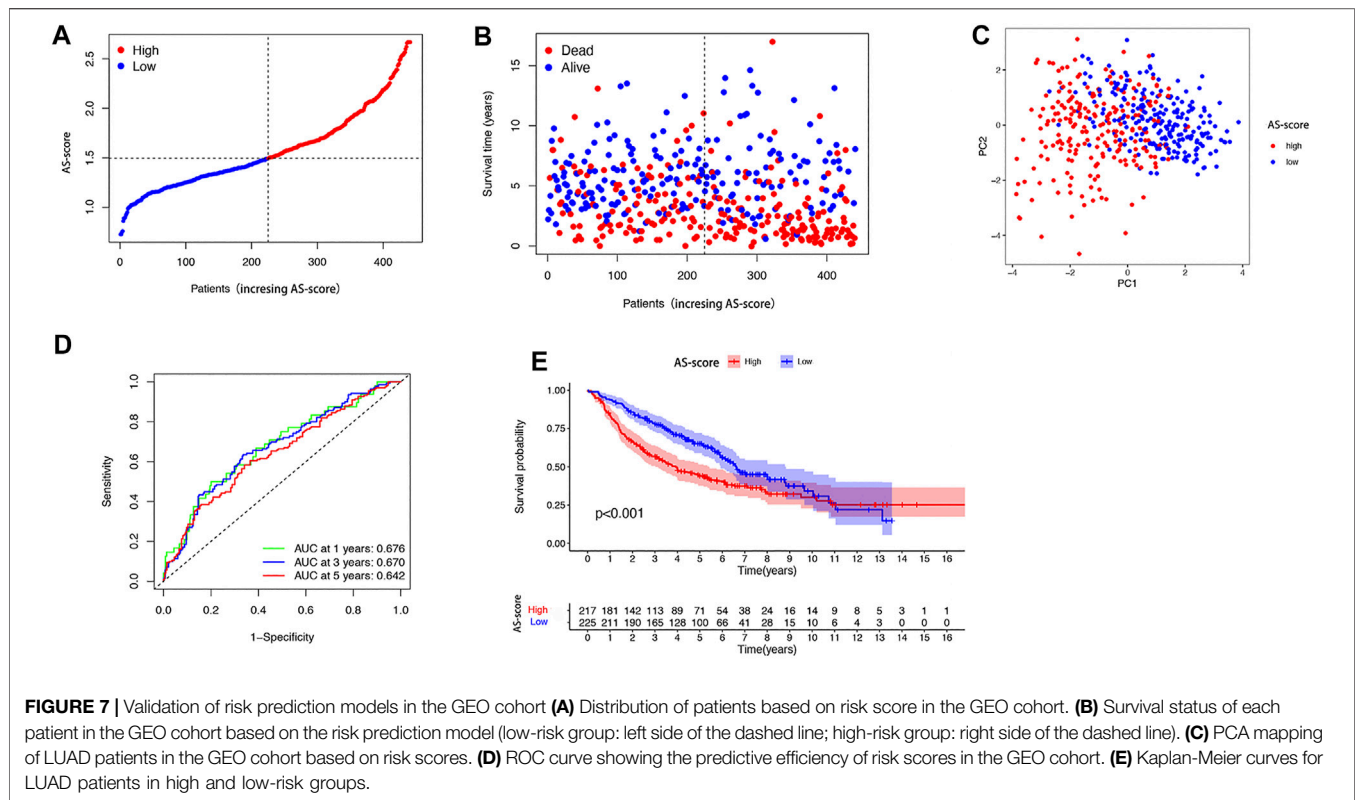 A
High
Low
AS-score
2.5
2.0
1.5
1.0
0 100 200 300 400
Patients (incresing AS-score)
B
Dead
Alive
Survival time (years)
15
10
5
0
0 100 200 300 400
Patients (incresing AS-score)
C
PC2
2
0
−2
−4
−4 −2 0 2 4
PC1
AS-score
high
low
D
Sensitivity
1.0
0.8
0.6
0.4
0.2
0.0
AUC at 1 years: 0.676
AUC at 3 years: 0.670
AUC at 5 years: 0.642
0.0 0.2 0.4 0.6 0.8 1.0
1−Specificity
E
AS-score High Low
Survival probability
1.00
0.75
0.50
0.25
0.00
p<0.001
0 1 2 3 4 5 6 7 8 9 10 11 12 13 14 15 16
Time(years)
AS-score
High 217 181 142 113 89 71 54 38 24 16 14 9 8 5 3 1 1
Low 225 211 190 165 128 100 66 41 28 15 10 6 4 3 0 0 0
0 1 2 3 4 5 6 7 8 9 10 11 12 13 14 15 16
Time(years)
FIGURE 7 | Validation of risk prediction models in the GEO cohort (A) Distribution of patients based on risk score in the GEO cohort. (B) Survival status of each
patient in the GEO cohort based on the risk prediction model (low-risk group: left side of the dashed line; high-risk group: right side of the dashed line). (C) PCA mapping
of LUAD patients in the GEO cohort based on risk scores. (D) ROC curve showing the predictive efficiency of risk scores in the GEO cohort. (E) Kaplan-Meier curves for
LUAD patients in high and low-risk groups.